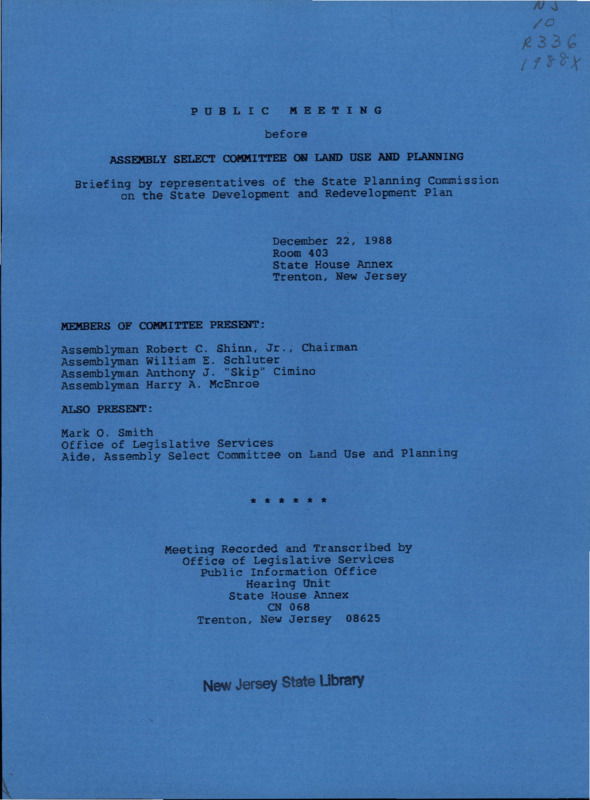 NJ
10
R336
1988X
PUBLIC MEETING
before
ASSEMBLY SELECT COMMITTEE ON LAND USE AND PLANNING
Briefing by representatives of the State Planning Commission
on the State Development and Redevelopment Plan
December 22, 1988
Room 403
State House Annex
Trenton, New Jersey
MEMBERS OF COMMITTEE PRESENT:
Assemblyman Robert C. Shinn, Jr., Chairman
Assemblyman William E. Schluter
Assemblyman Anthony J. "Skip" Cimino
Assemblyman Harry A. McEnroe
ALSO PRESENT:
Mark O. Smith
Office of Legislative Services
Aide, Assembly Select Committee on Land Use and Planning
* * * * * *
Meeting Recorded and Transcribed by
Office of Legislative Services
Public Information Office
Hearing Unit
State House Annex
CN 068
Trenton, New Jersey 08625
New Jersey State Library